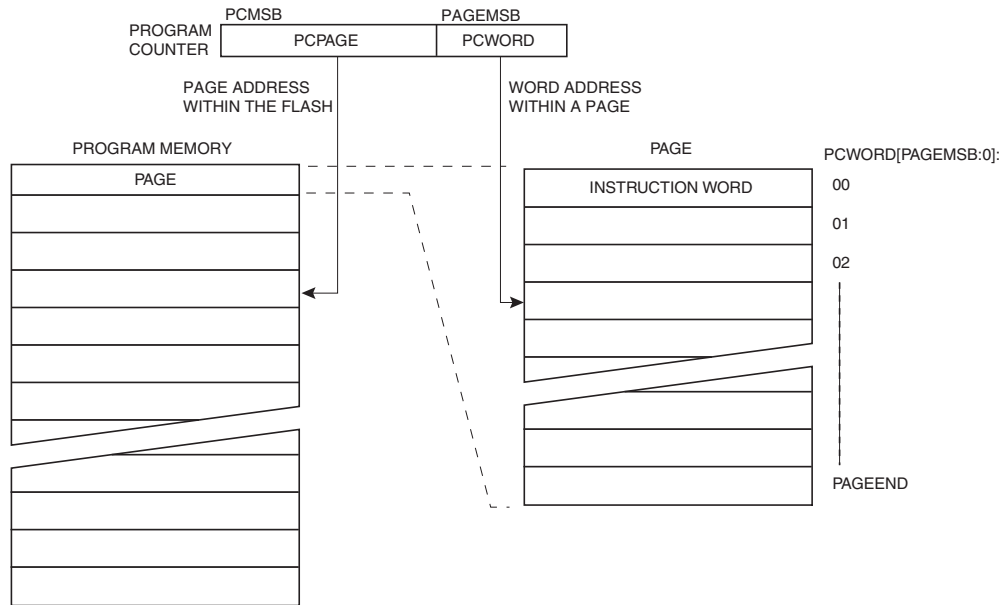 PCMSB PAGEMSB
PROGRAM
COUNTER
PCPAGE PCWORD
PAGE ADDRESS
WITHIN THE FLASH
WORD ADDRESS
WITHIN A PAGE
PROGRAM MEMORY
PAGE
PAGE
PCWORD[PAGEMSB:0]:
INSTRUCTION WORD
00
01
02
PAGEEND